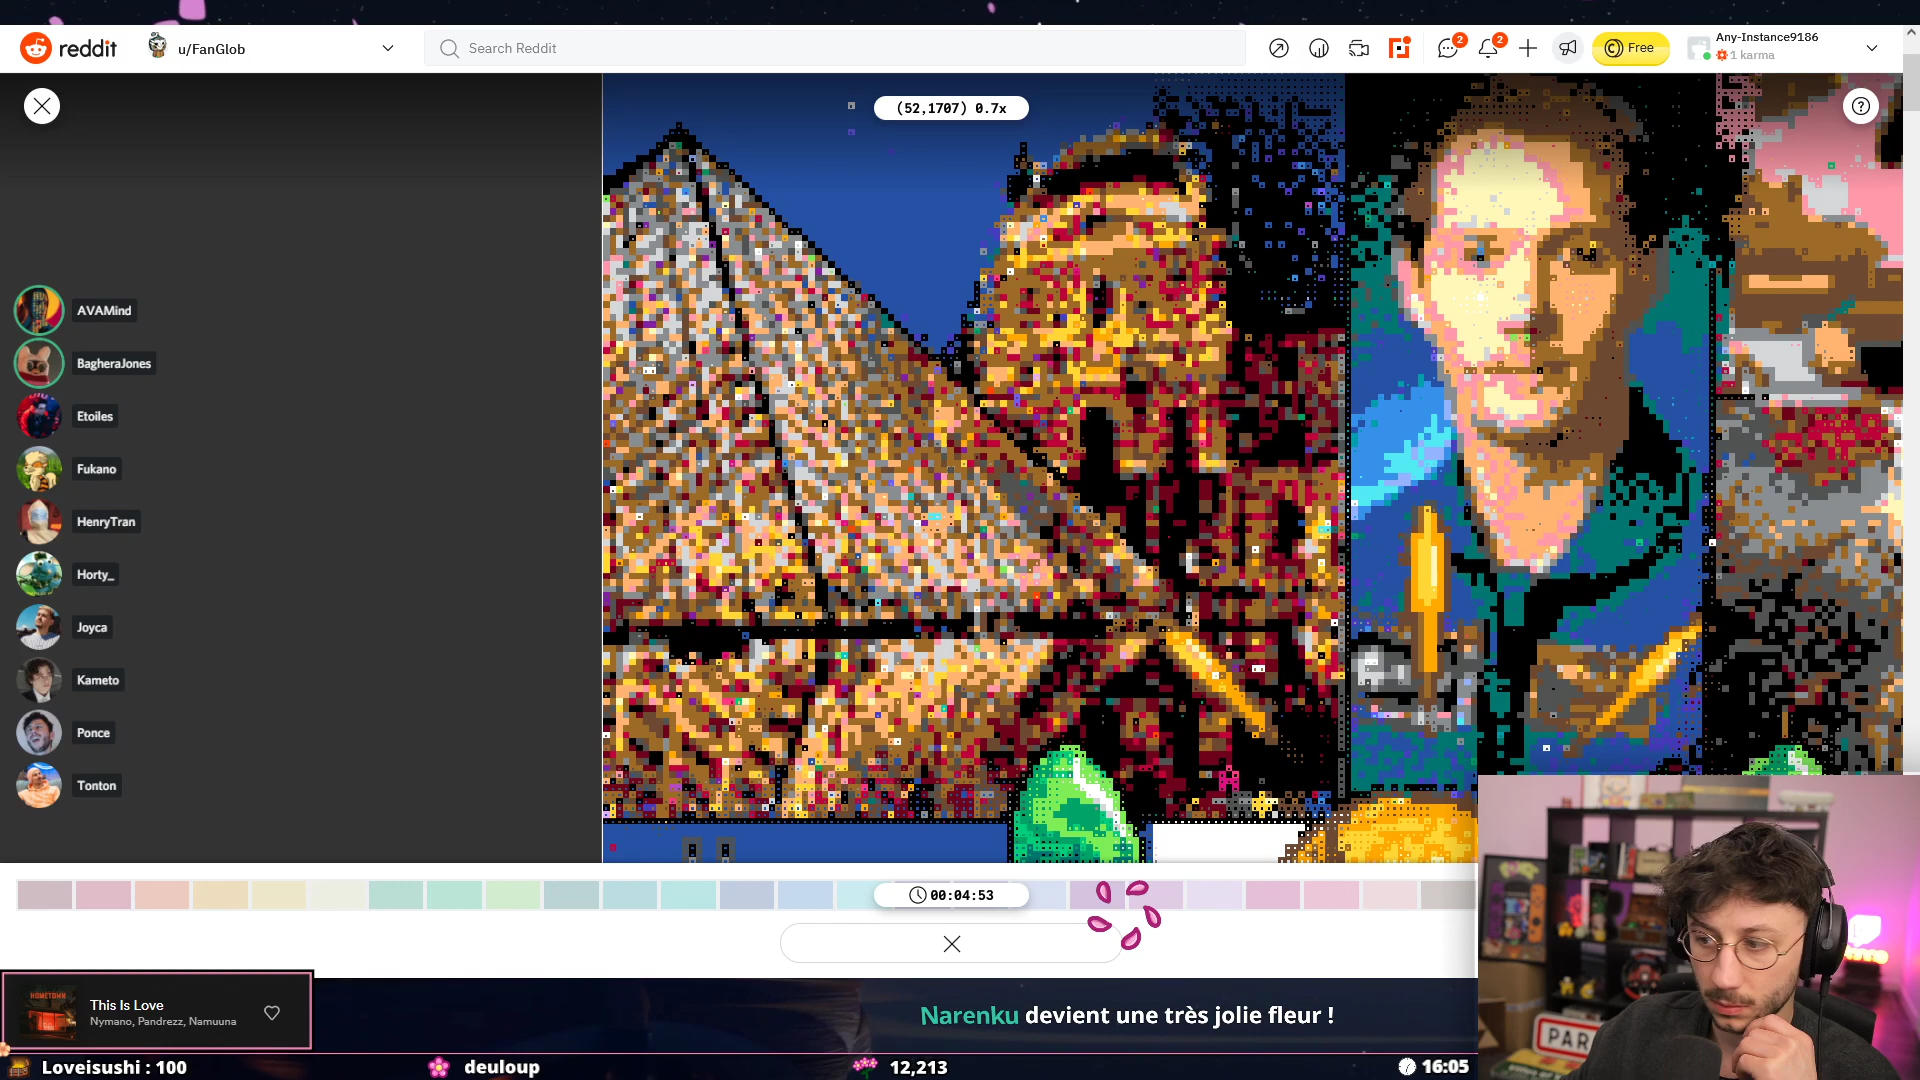 reddit
u/FanGlob
Search Reddit
2
2
Free
Any-Instance9186
1 karma
(52,1707) 0.7x
AVAMind
BagheraJones
Etoiles
Fukano
HenryTran
Horty_
Joyca
Kameto
Ponce
Tonton
00:04:53
HOMETOWN
This Is Love
Nymano, Pandrezz, Namuuna
Narenku devient une très jolie fleur !
PAR
Loveisushi : 100
deuloup
12,213
16:05